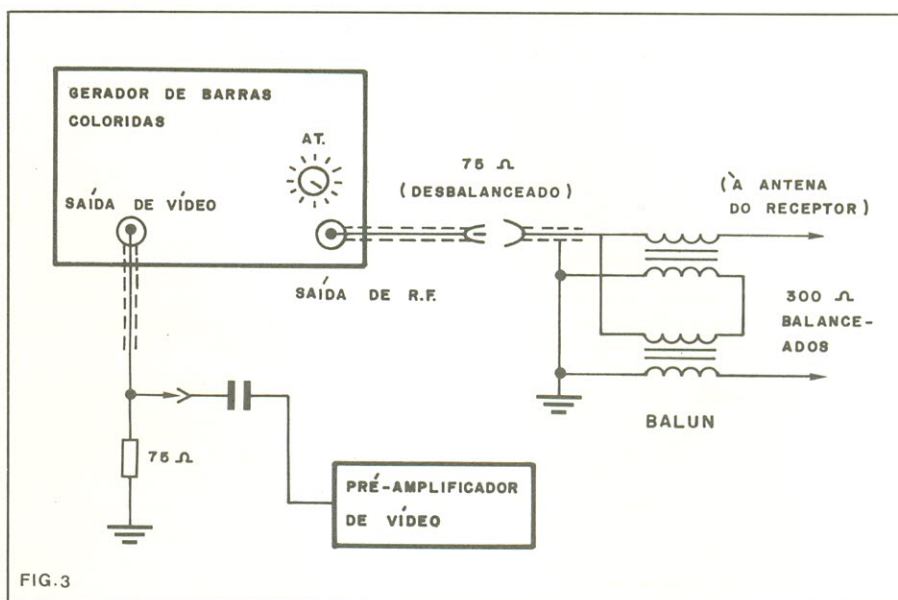 GERADOR DE BARRAS
COLORIDAS
AT.
SAÍDA DE VÍDEO
SAÍDA DE R.F.
75 Ω
(DESBALANCEADO)
(À ANTENA
DO RECEPTOR)
300 Ω
BALANCE-
ADOS
BALUN
75 Ω
PRÉ-AMPLIFICADOR
DE VÍDEO
FIG.3